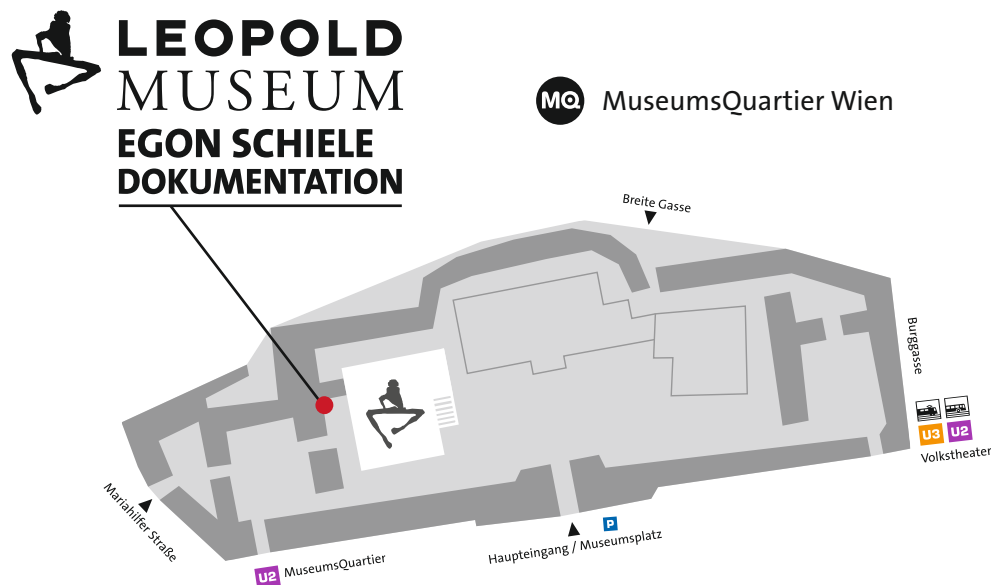 LEOPOLD
MUSEUM
EGON SCHIELE
DOKUMENTATION
MQ MuseumsQuartier Wien
Breite Gasse
Burggasse
U3 U2
Volkstheater
Mariahilfer Straße
P
Haupteingang / Museumsplatz
U2 MuseumsQuartier